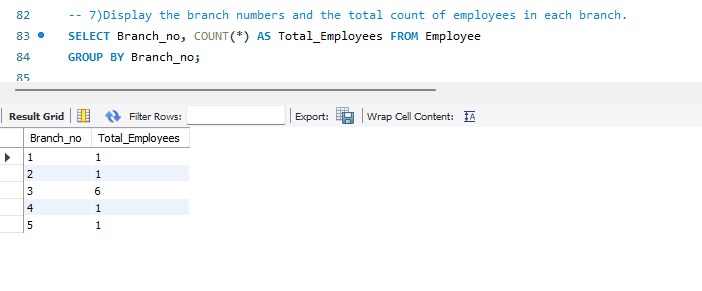 82 -- 7)Display the branch numbers and the total count of employees in each branch.
83 SELECT Branch_no, COUNT(*) AS Total_Employees FROM Employee
84 GROUP BY Branch_no;
85
Result Grid Filter Rows: Export: Wrap Cell Content:
Branch_no Total_Employees
1 1
2 1
3 6
4 1
5 1